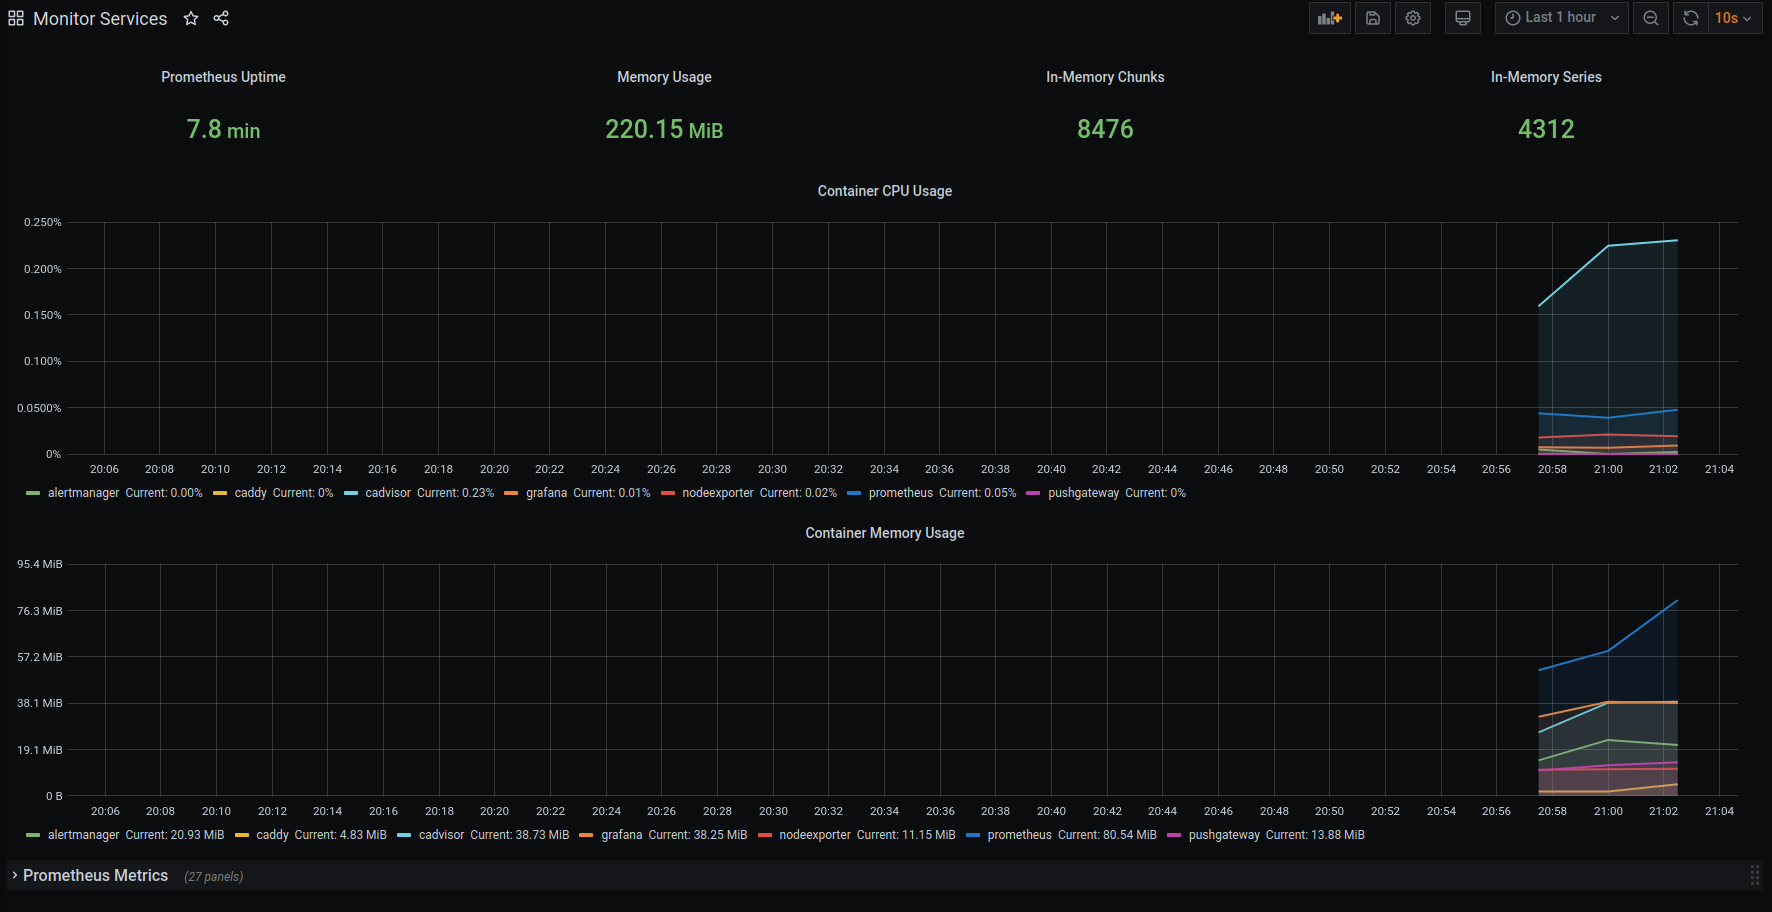 Monitor Services
Last 1 hour
10s
Prometheus Uptime
Memory Usage
In-Memory Chunks
In-Memory Series
7.8 min
220.15 MiB
8476
4312
Container CPU Usage
0.250%
0.200%
0.150%
0.100%
0.0500%
0%
20:06 20:08 20:10 20:12 20:14 20:16 20:18 20:20 20:22 20:24 20:26 20:28 20:30 20:32 20:34 20:36 20:38 20:40 20:42 20:44 20:46 20:48 20:50 20:52 20:54 20:56 20:58 21:00 21:02 21:04
alertmanager Current: 0.00% caddy Current: 0% cadvisor Current: 0.23% grafana Current: 0.01% nodeexporter Current: 0.02% prometheus Current: 0.05% pushgateway Current: 0%
Container Memory Usage
95.4 MiB
76.3 MiB
57.2 MiB
38.1 MiB
19.1 MiB
0 B
20:06 20:08 20:10 20:12 20:14 20:16 20:18 20:20 20:22 20:24 20:26 20:28 20:30 20:32 20:34 20:36 20:38 20:40 20:42 20:44 20:46 20:48 20:50 20:52 20:54 20:56 20:58 21:00 21:02 21:04
alertmanager Current: 20.93 MiB caddy Current: 4.83 MiB cadvisor Current: 38.73 MiB grafana Current: 38.25 MiB nodeexporter Current: 11.15 MiB prometheus Current: 80.54 MiB pushgateway Current: 13.88 MiB
Prometheus Metrics (27 panels)